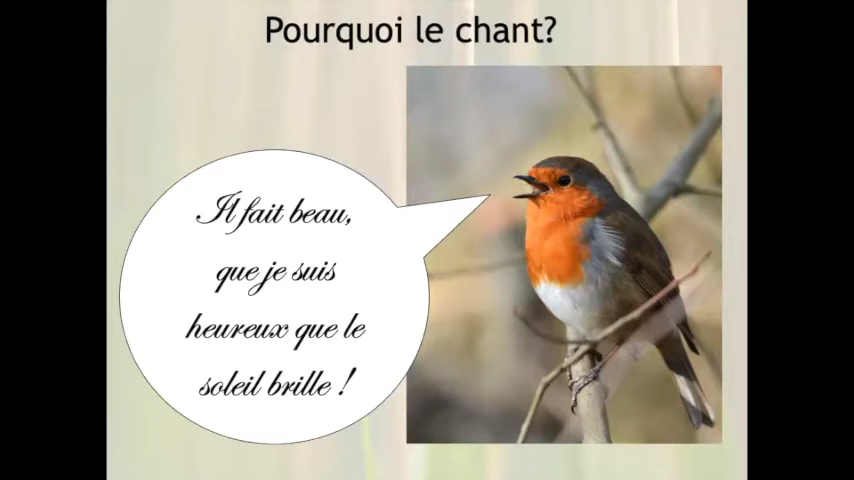 Pourquoi le chant?
Il fait beau,
que je suis
heureux que le
soleil brille !